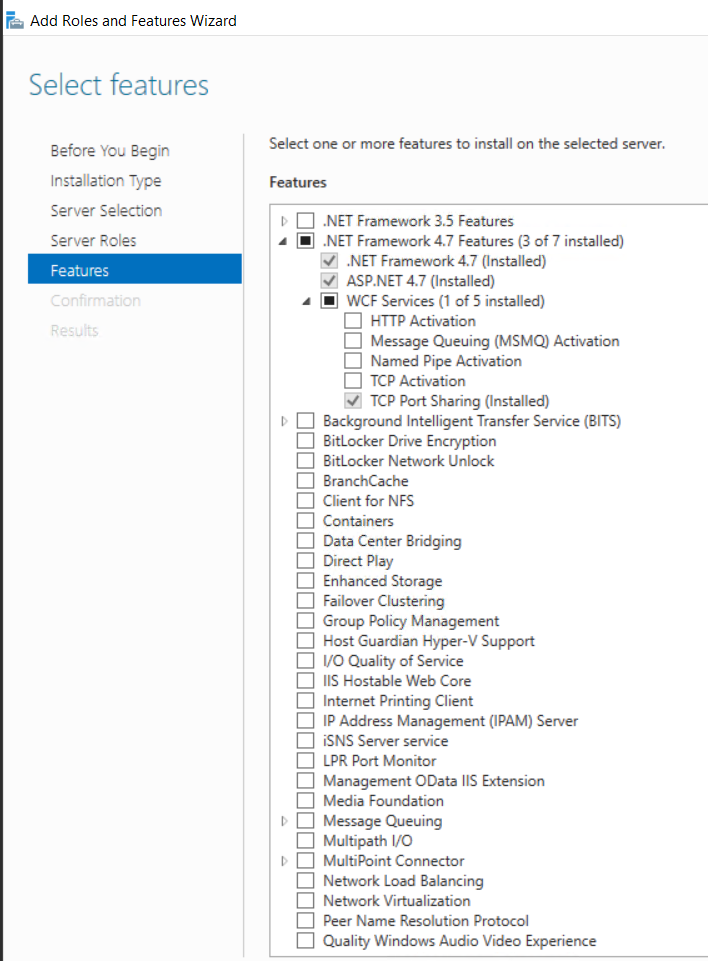 Add Roles and Features Wizard
Select features
Before You Begin
Installation Type
Server Selection
Server Roles
Features
Confirmation
Results
Select one or more features to install on the selected server.
Features
.NET Framework 3.5 Features
.NET Framework 4.7 Features (3 of 7 installed)
.NET Framework 4.7 (Installed)
ASP.NET 4.7 (Installed)
WCF Services (1 of 5 installed)
HTTP Activation
Message Queuing (MSMQ) Activation
Named Pipe Activation
TCP Activation
TCP Port Sharing (Installed)
Background Intelligent Transfer Service (BITS)
BitLocker Drive Encryption
BitLocker Network Unlock
BranchCache
Client for NFS
Containers
Data Center Bridging
Direct Play
Enhanced Storage
Failover Clustering
Group Policy Management
Host Guardian Hyper-V Support
I/O Quality of Service
IIS Hostable Web Core
Internet Printing Client
IP Address Management (IPAM) Server
iSNS Server service
LPR Port Monitor
Management OData IIS Extension
Media Foundation
Message Queuing
Multipath I/O
MultiPoint Connector
Network Load Balancing
Network Virtualization
Peer Name Resolution Protocol
Quality Windows Audio Video Experience